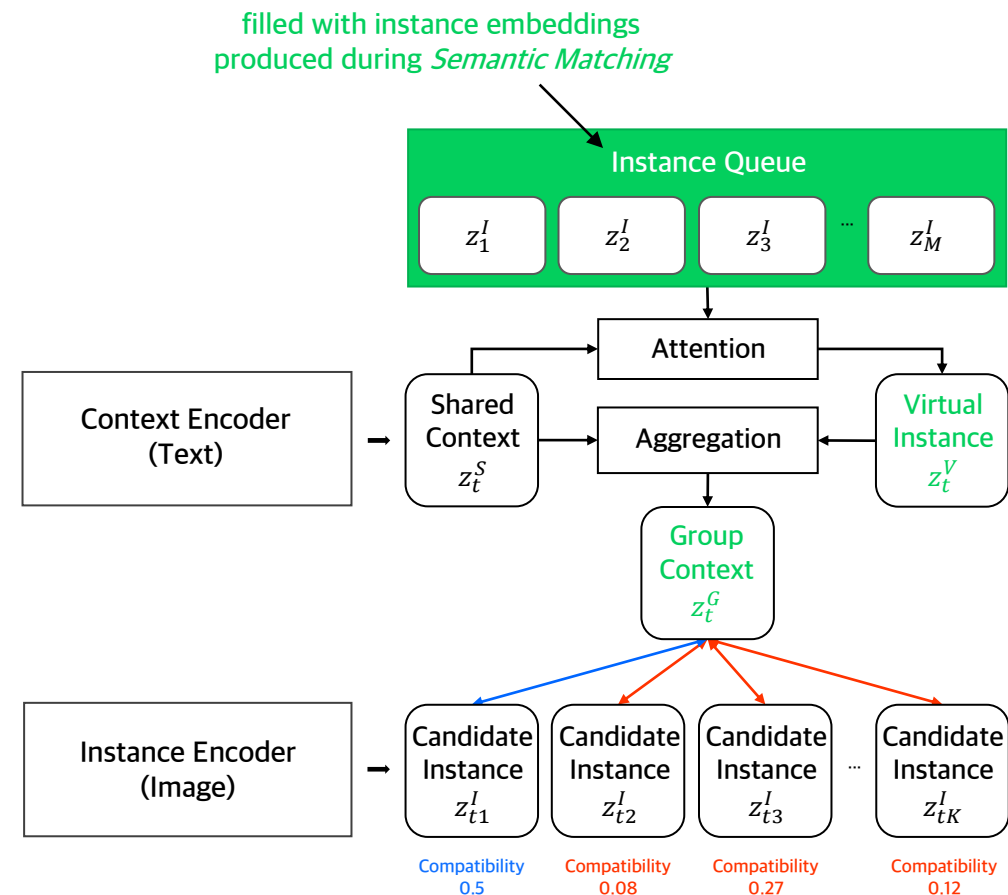 filled with instance embeddings
produced during Semantic Matching
Instance Queue
z_1^I z_2^I z_3^I ... z_M^I
Attention
Context Encoder
(Text)
Shared
Context
z_t^S
Aggregation
Virtual
Instance
z_t^V
Group
Context
z_t^G
Instance Encoder
(Image)
Candidate
Instance
z_{t1}^I
Candidate
Instance
z_{t2}^I
Candidate
Instance
z_{t3}^I
...
Candidate
Instance
z_{tK}^I
Compatibility
0.5
Compatibility
0.08
Compatibility
0.27
Compatibility
0.12